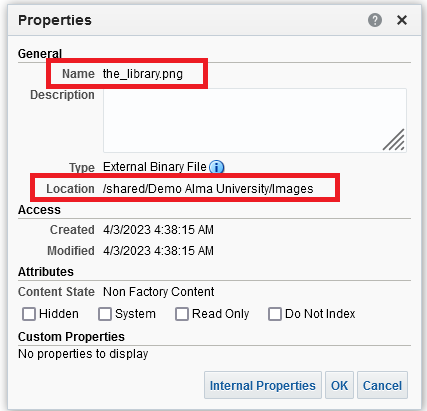 Properties
General
Name the_library.png
Description
Type External Binary File
Location /shared/Demo Alma University/Images
Access
Created 4/3/2023 4:38:15 AM
Modified 4/3/2023 4:38:15 AM
Attributes
Content State Non Factory Content
Hidden System Read Only Do Not Index
Custom Properties
No properties to display
Internal Properties OK Cancel